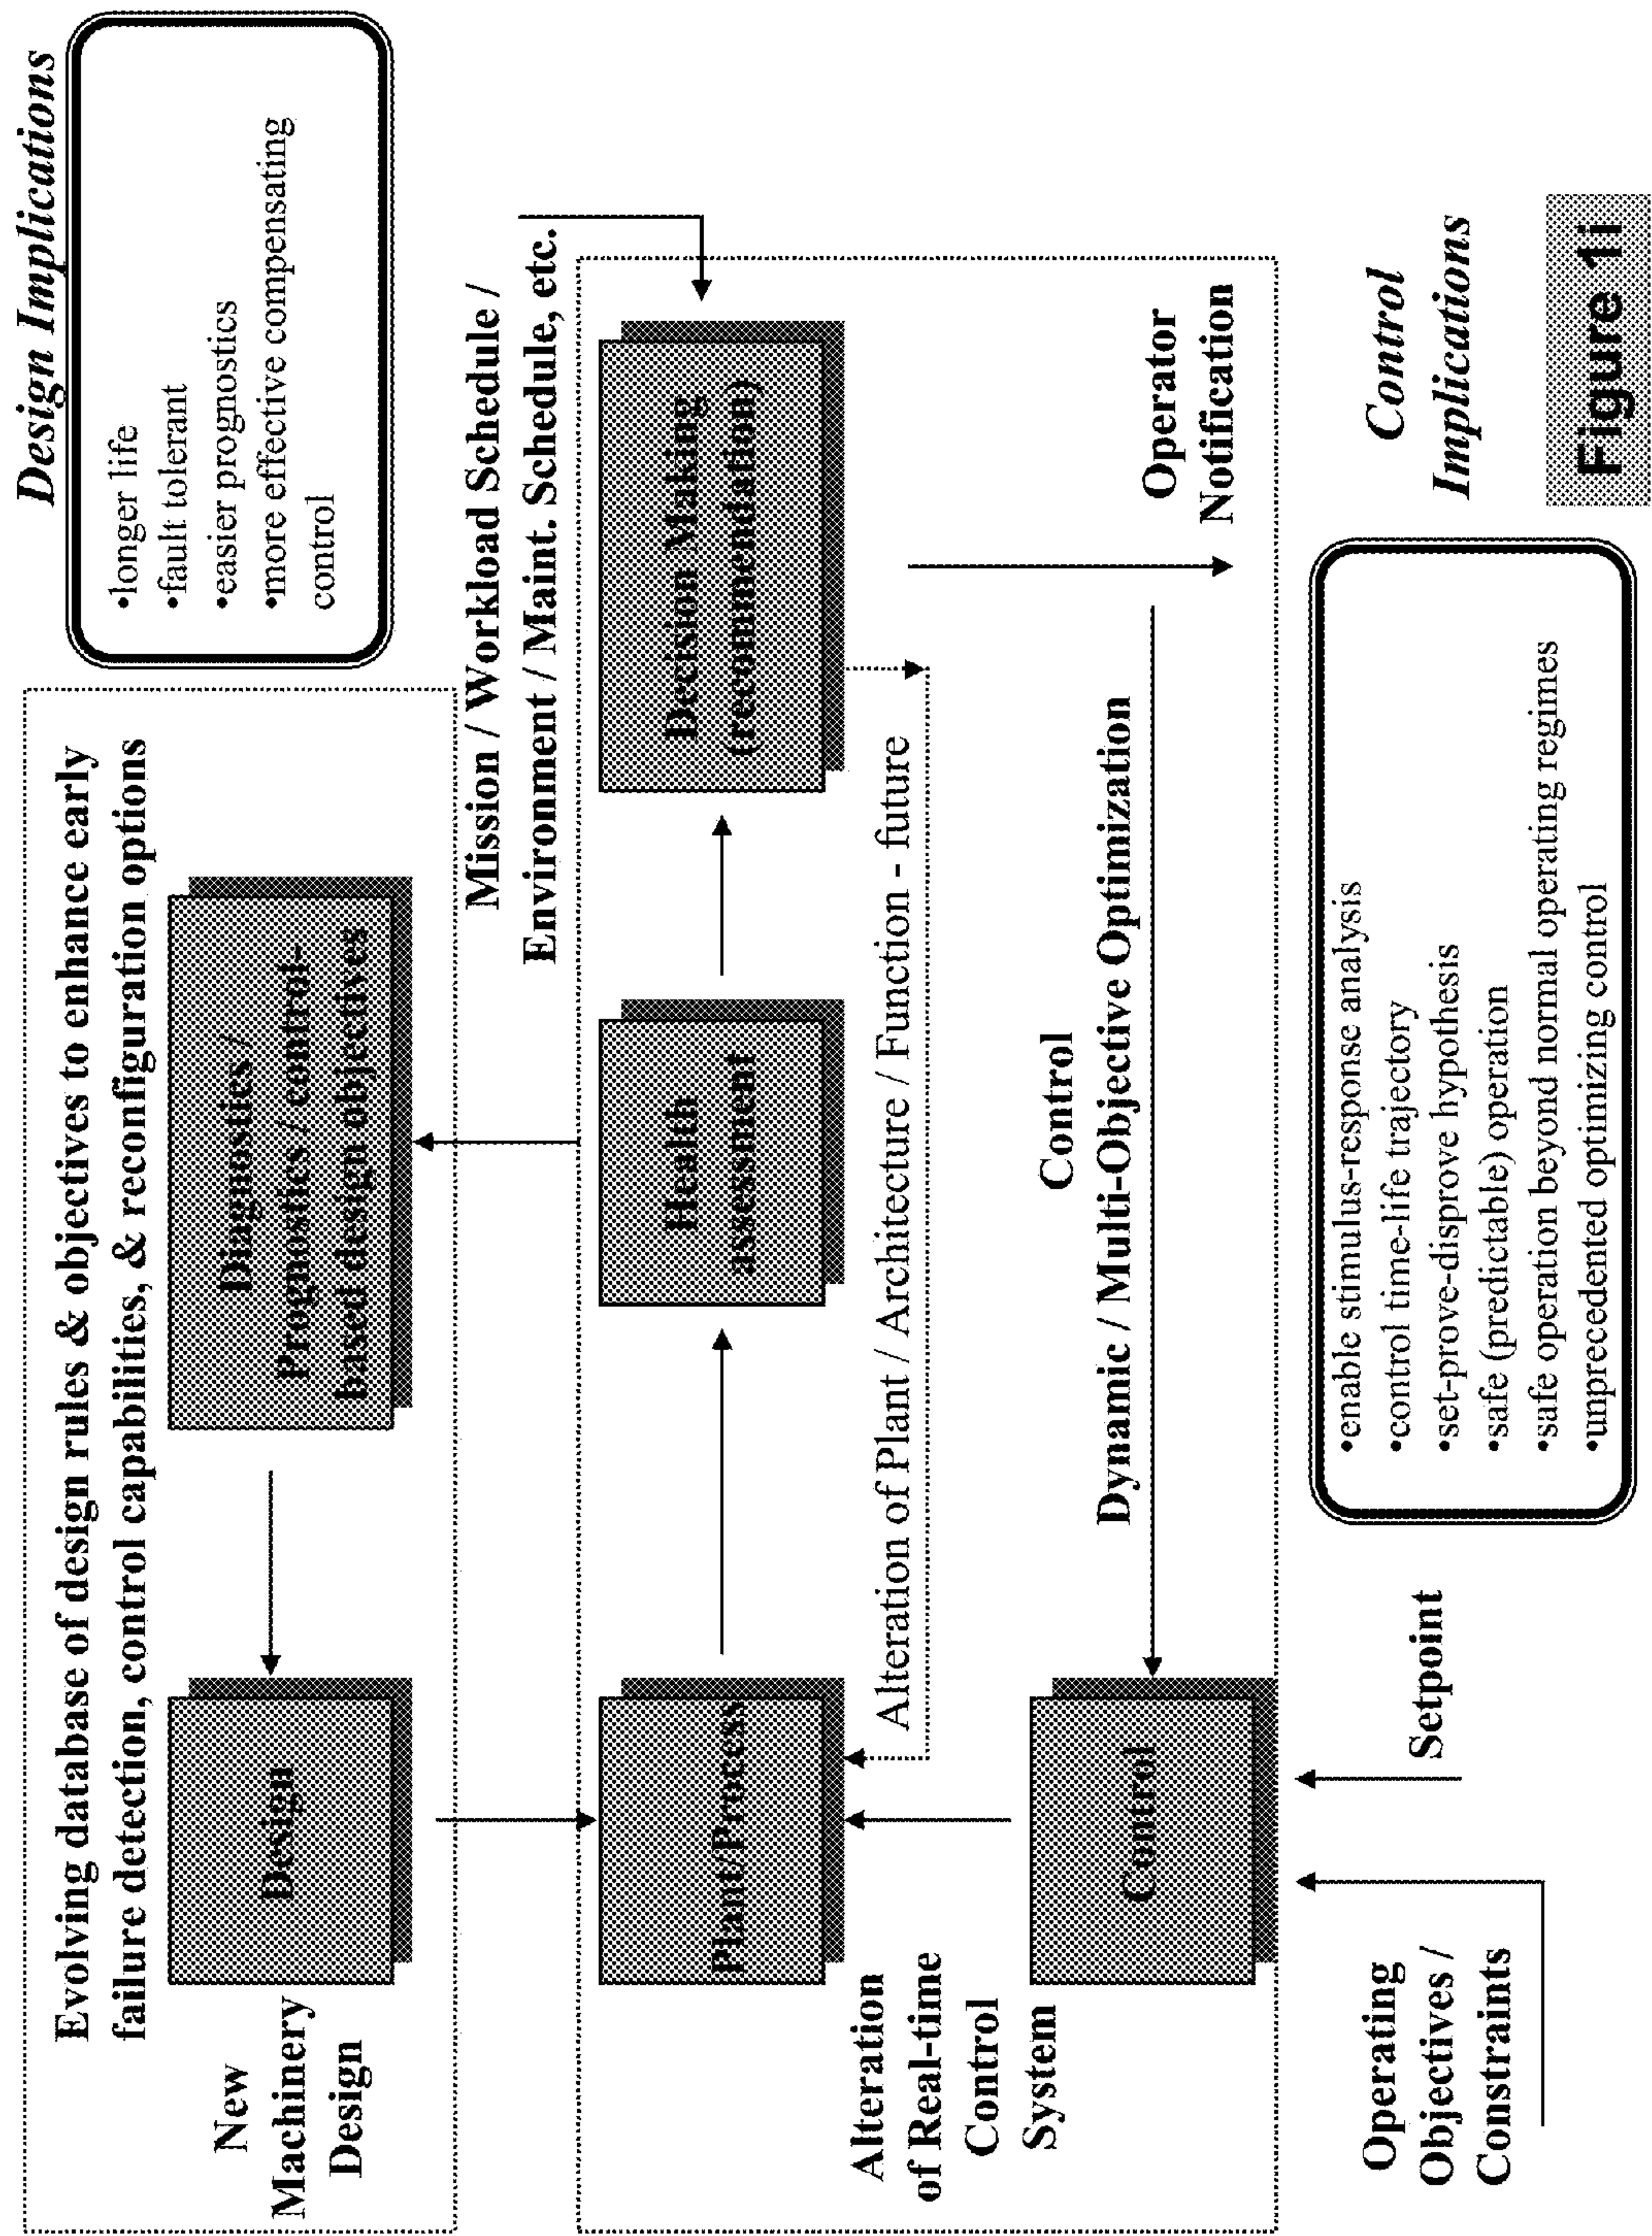 Design Implications
Evolving database of design rules & objectives to enhance early
failure detection, control capabilities, & reconfiguration options
•longer life
•fault tolerant
•easier prognostics
•more effective compensating
control
New
Machinery
Design
Design
Diagnostics /
Prognostics / control-
based design objectives
Mission / Workload Schedule /
Environment / Maint. Schedule, etc.
Plant/Process
Health
assessment
Decision Making
(recommendation)
Alteration of Plant / Architecture / Function - future
Alteration
of Real-time
Control
System
Control
Control
Dynamic / Multi-Objective Optimization
Operator
Notification
Operating
Objectives /
Constraints
Setpoint
•enable stimulus-response analysis
•control time-life trajectory
•set-prove-disprove hypothesis
•safe (predictable) operation
•safe operation beyond normal operating regimes
•unprecedented optimizing control
Control
Implications
Figure 1i